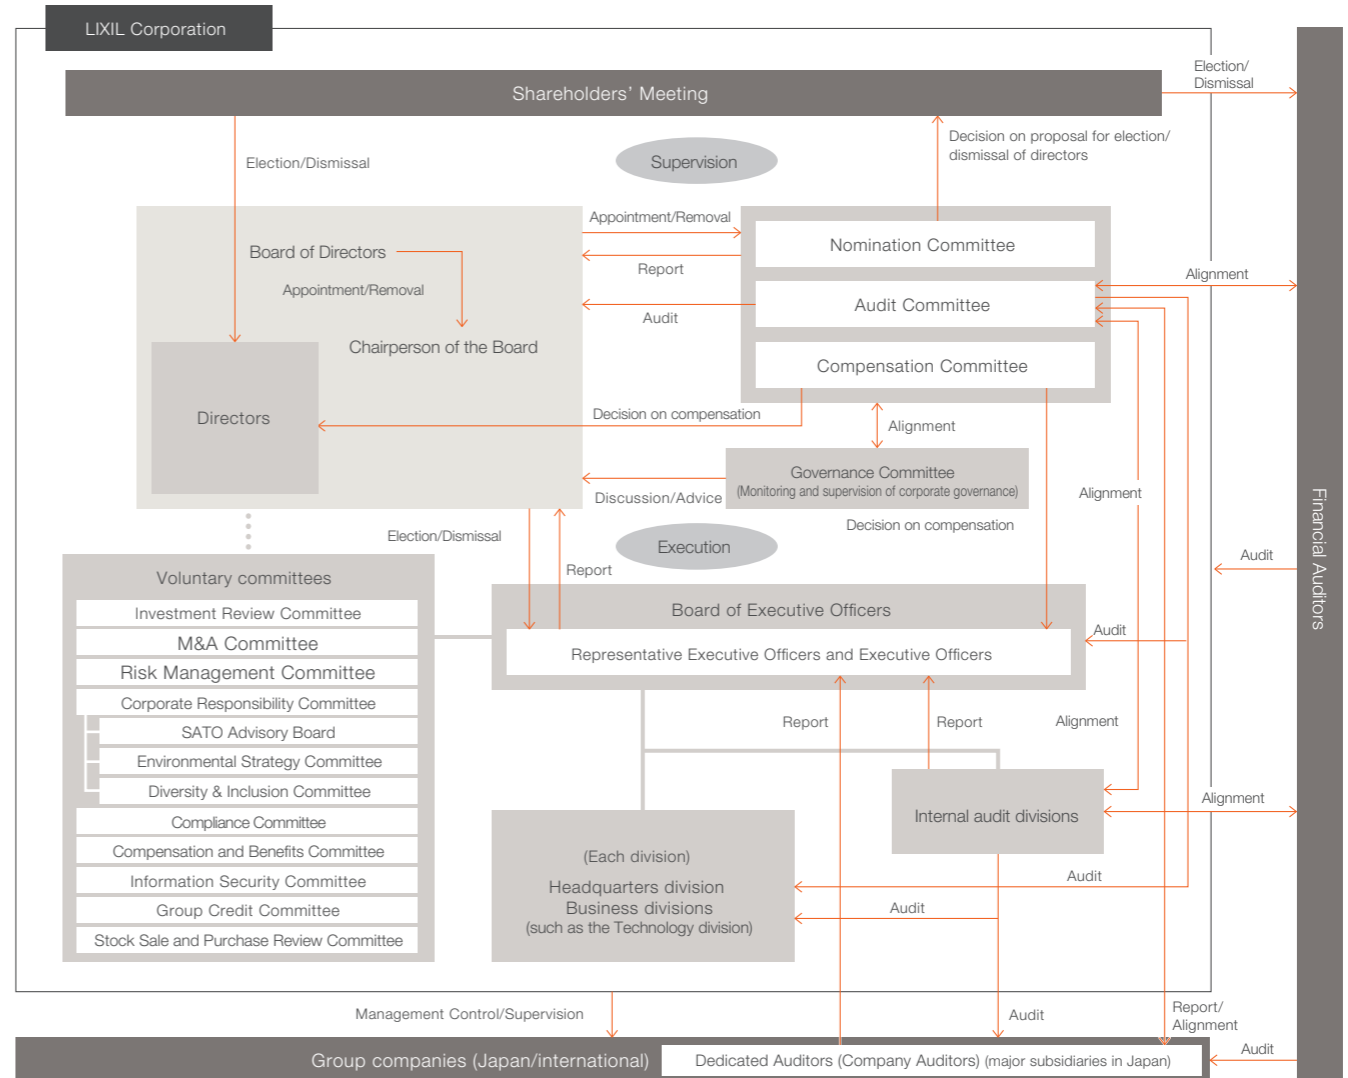 LIXIL Corporation
Shareholders’ Meeting
Election/
Dismissal
Election/Dismissal
Supervision
Decision on proposal for election/
dismissal of directors
Board of Directors
Appointment/Removal
Chairperson of the Board
Directors
Appointment/Removal
Report
Audit
Nomination Committee
Audit Committee
Compensation Committee
Alignment
Decision on compensation
Alignment
Governance Committee
(Monitoring and supervision of corporate governance)
Discussion/Advice
Alignment
Decision on compensation
Election/Dismissal
Report
Execution
Audit
Financial Auditors
Voluntary committees
Investment Review Committee
M&A Committee
Risk Management Committee
Corporate Responsibility Committee
SATO Advisory Board
Environmental Strategy Committee
Diversity & Inclusion Committee
Compliance Committee
Compensation and Benefits Committee
Information Security Committee
Group Credit Committee
Stock Sale and Purchase Review Committee
Board of Executive Officers
Representative Executive Officers and Executive Officers
Audit
Report
Report
Alignment
Internal audit divisions
Alignment
(Each division)
Headquarters division
Business divisions
(such as the Technology division)
Audit
Audit
Management Control/Supervision
Audit
Report/
Alignment
Group companies (Japan/international)
Dedicated Auditors (Company Auditors) (major subsidiaries in Japan)
Audit